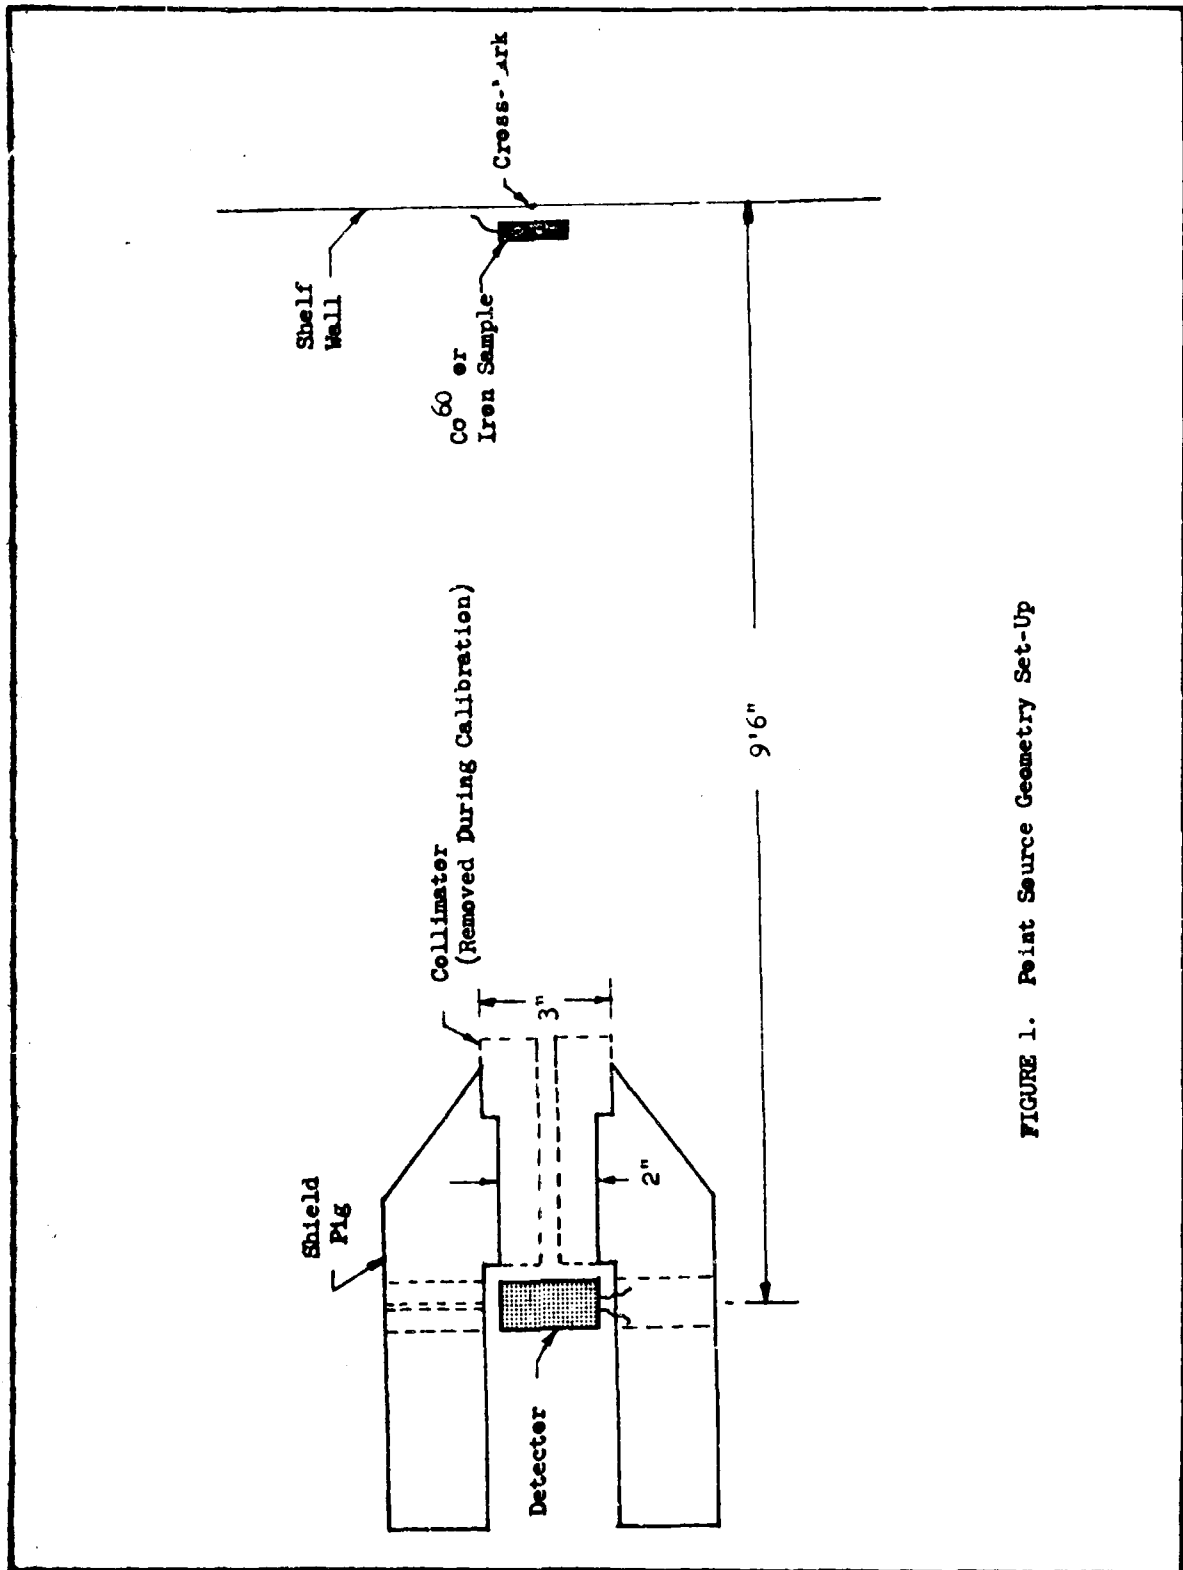 Shelf
Wall
Cross-
Co60 or
Iron Sample
Collimator
(Removed During Calibration)
Shield
Pig
3"
2"
Detector
9'6"
FIGURE 1. Point Source Geometry Set-Up